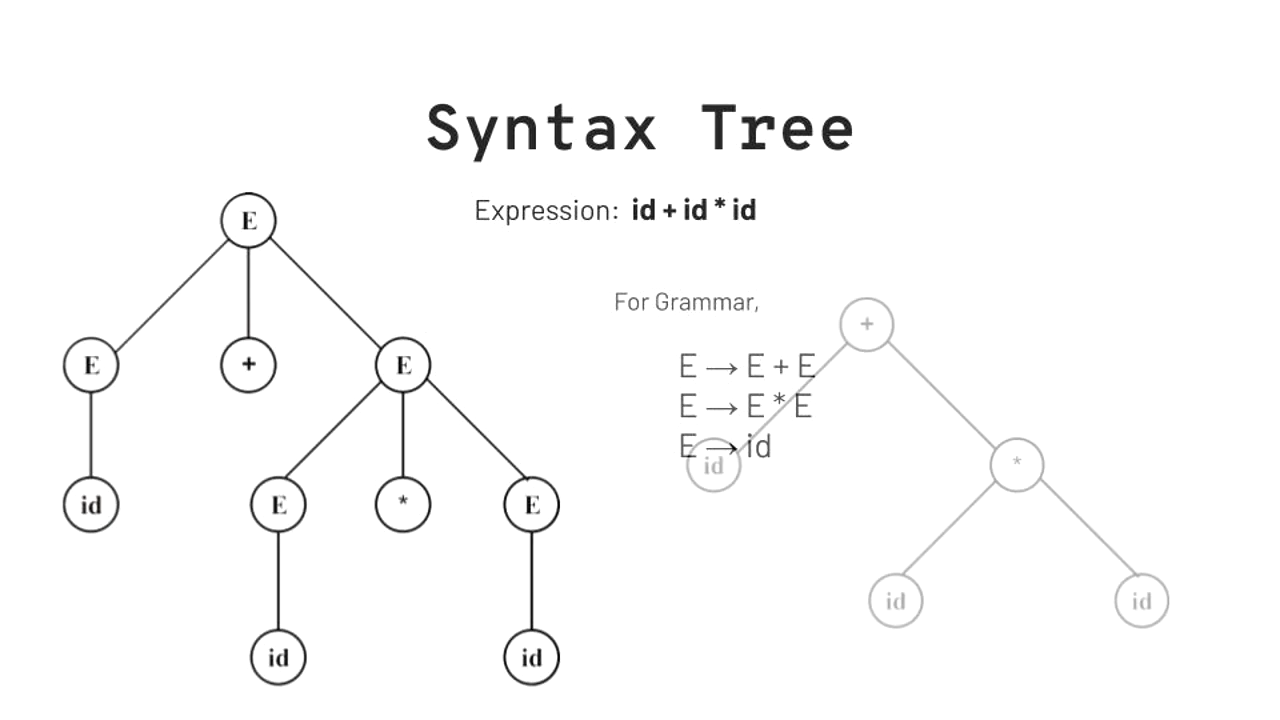 Syntax Tree
Expression: id + id * id
E
For Grammar,
+
E + E
E → E + E
E → E * E
E → id
id *
id E * E
id id
id id